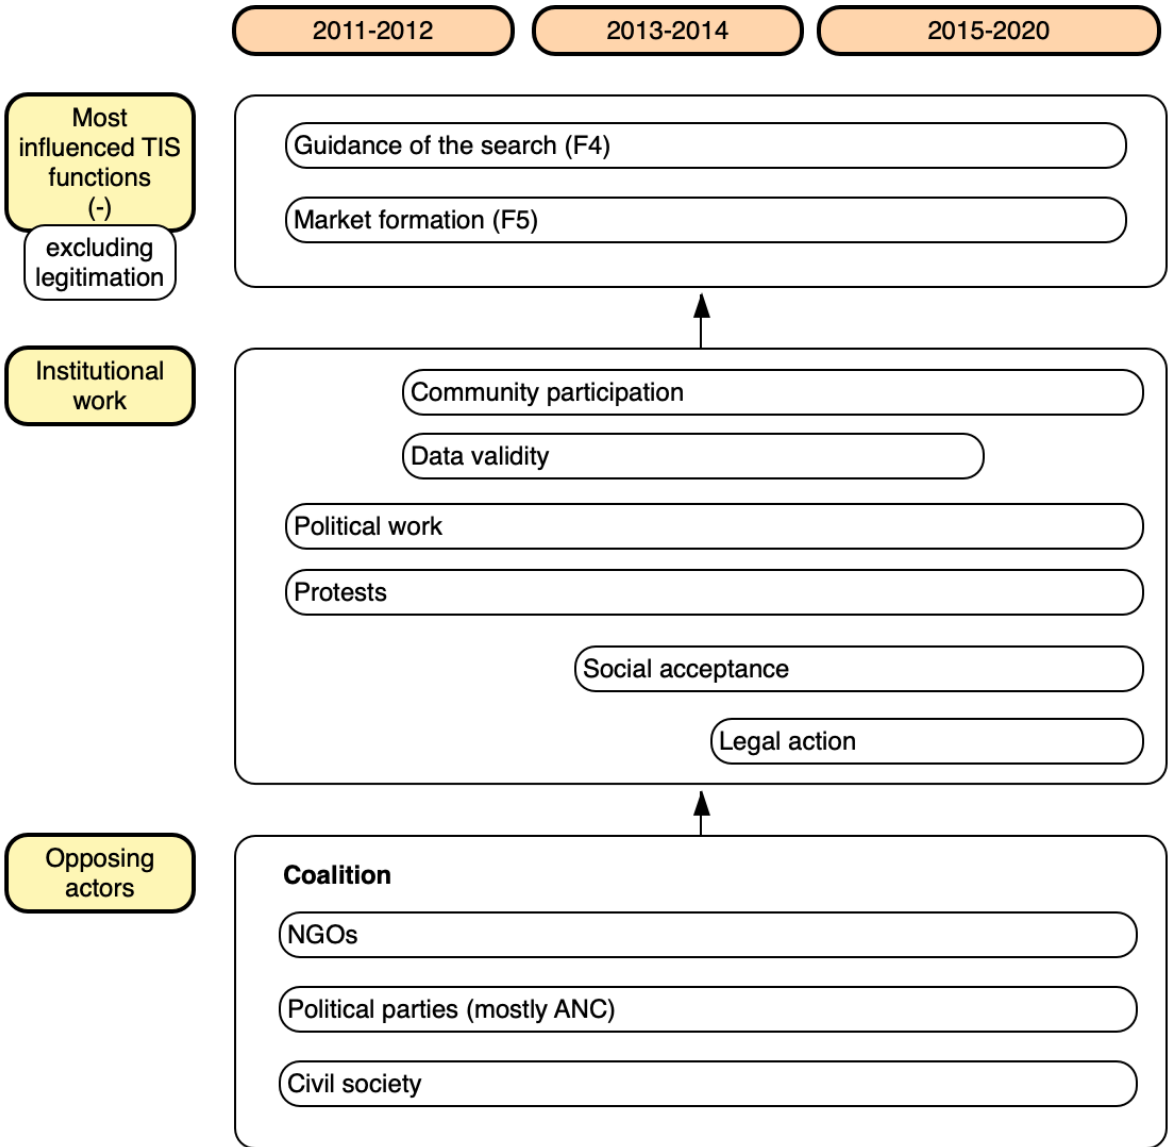 2011-2012
2013-2014
2015-2020
Most
influenced TIS
functions
(-)
excluding
legitimation
Guidance of the search (F4)
Market formation (F5)
Institutional
work
Community participation
Data validity
Political work
Protests
Social acceptance
Legal action
Opposing
actors
Coalition
NGOs
Political parties (mostly ANC)
Civil society